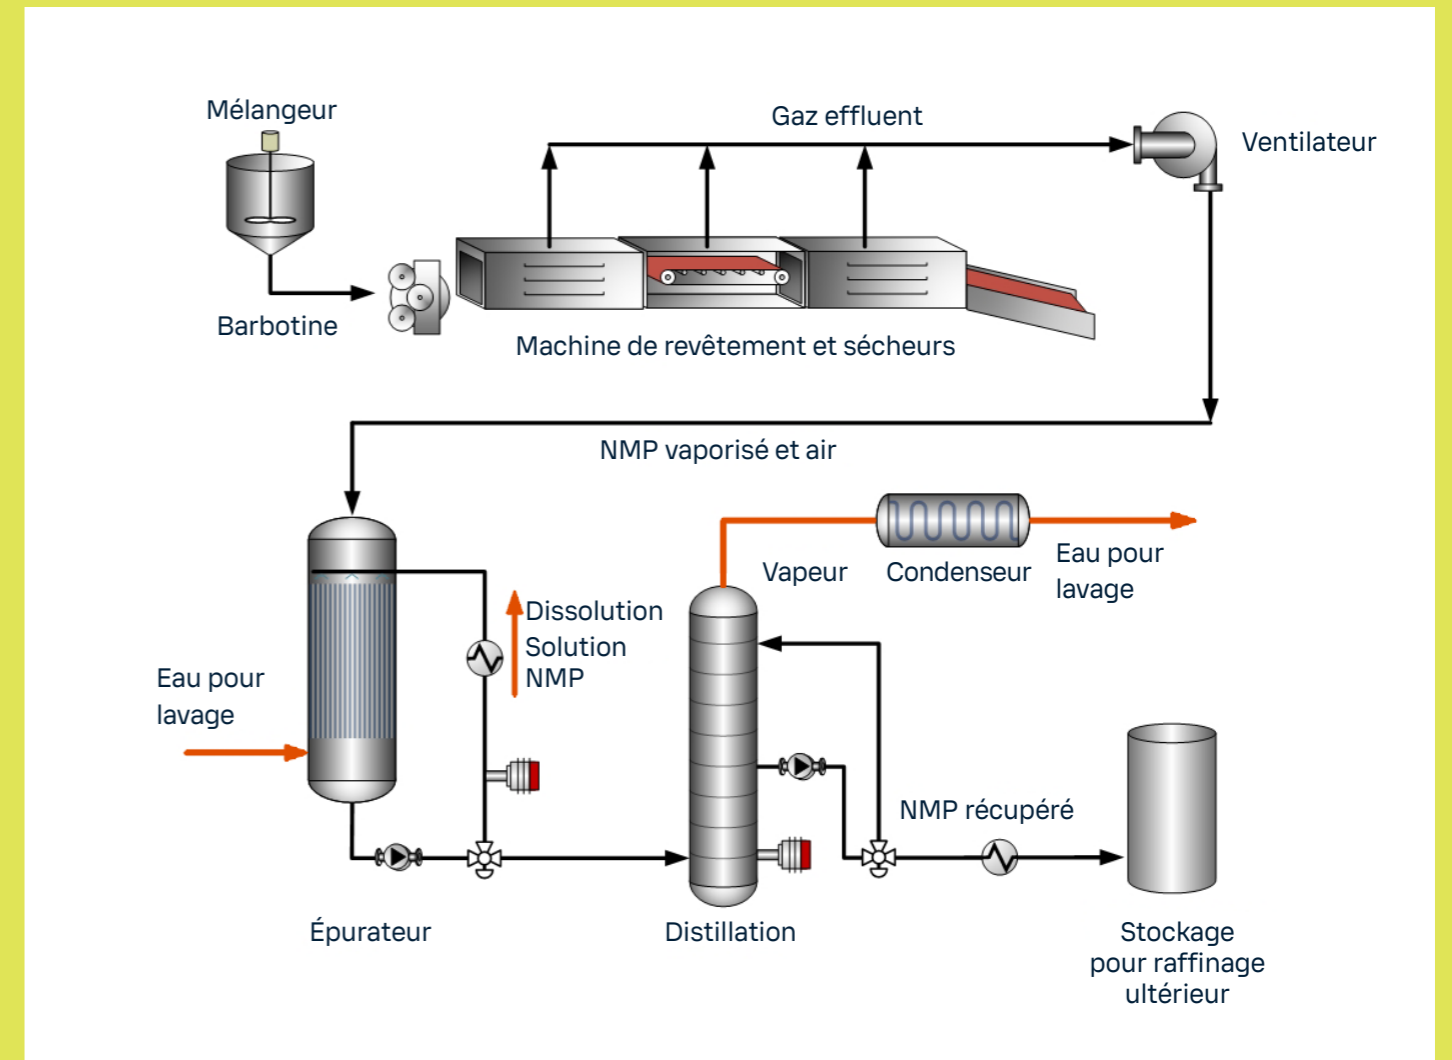 Mélangeur
Gaz effluent
Ventilateur
Barbotine
Machine de revêtement et sécheurs
NMP vaporisé et air
Vapeur
Condenseur
Eau pour
lavage
Dissolution
Solution
NMP
Eau pour
lavage
NMP récupéré
Épurateur
Distillation
Stockage
pour raffinage
ultérieur